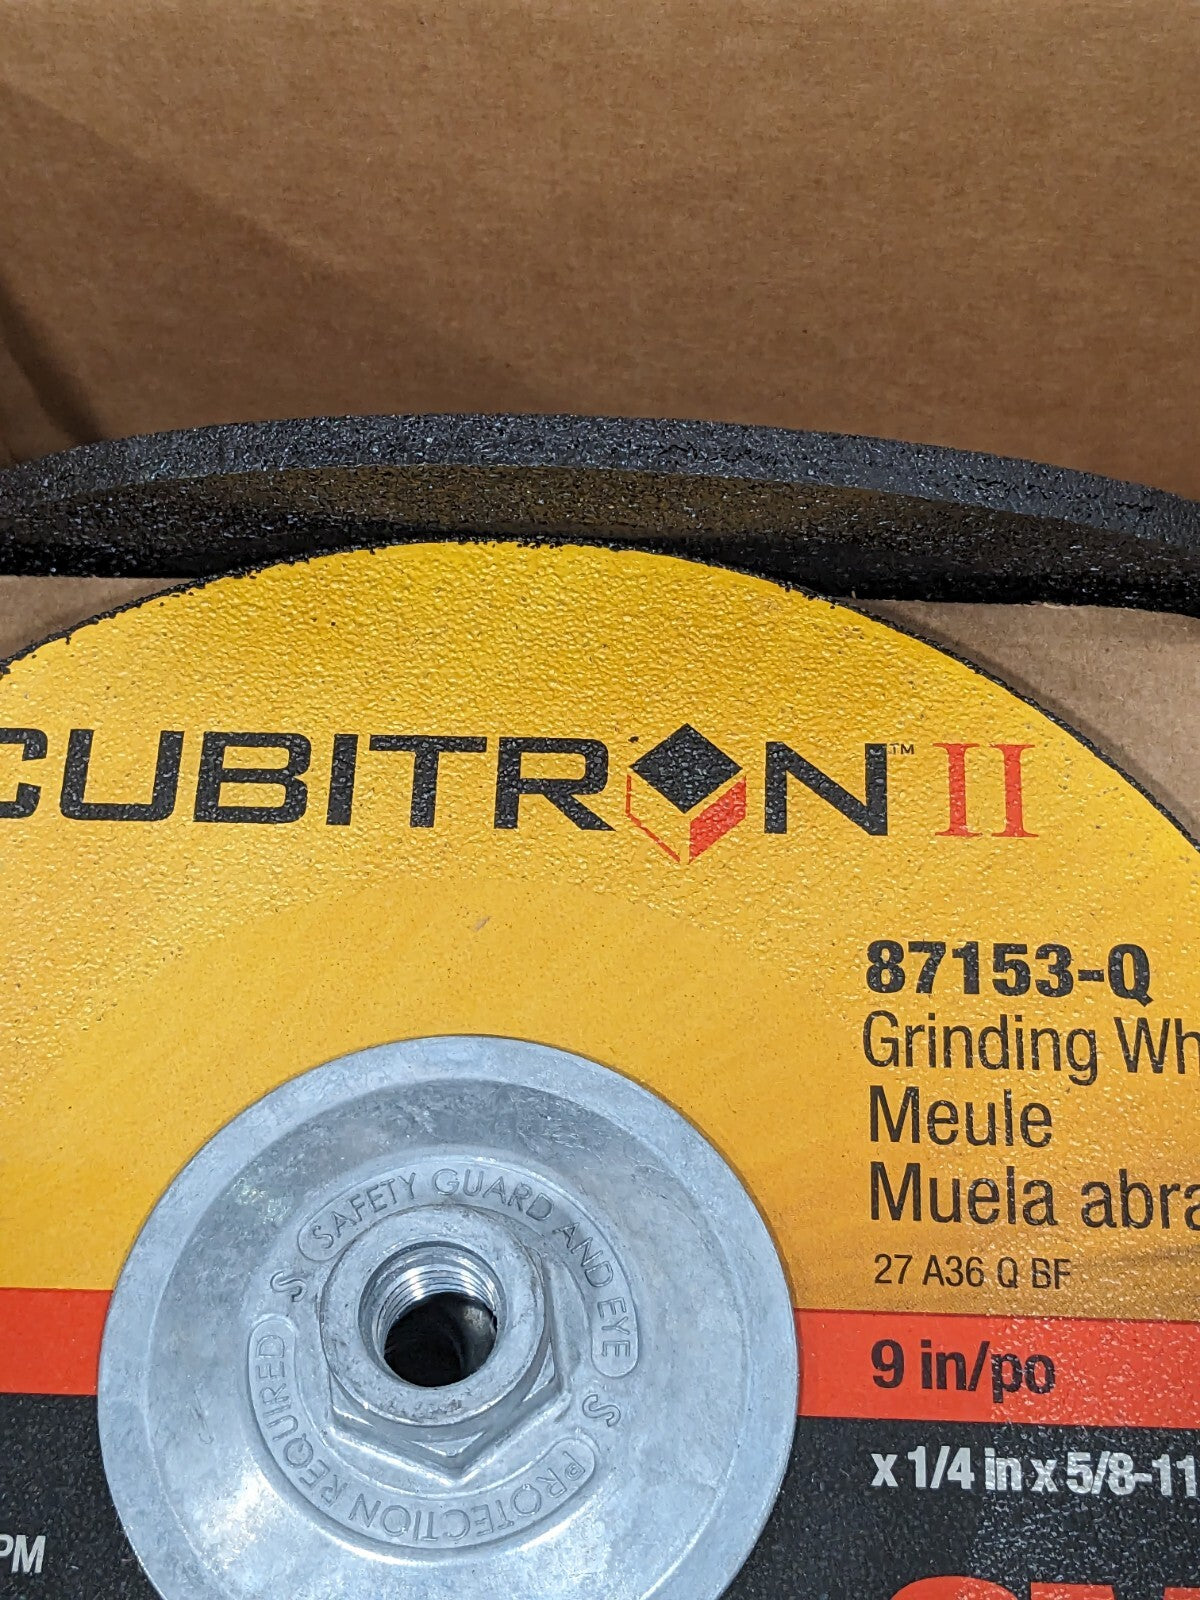 CUBITRON™ II
87153-Q
Grinding Wh
Meule
Muela abra
27 A36 Q BF
9 in/po
x 1/4 in x 5/8-11
PM
SAFETY GUARD AND EYE
S
PROTECTION REQUIRED
S